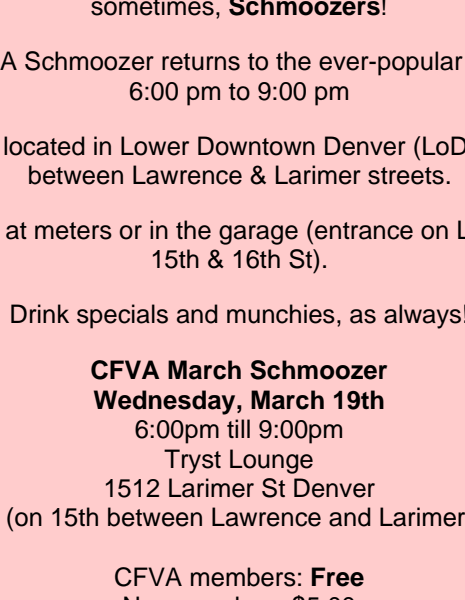 sometimes, Schmoozers!
A Schmoozer returns to the ever-popular
6:00 pm to 9:00 pm
located in Lower Downtown Denver (LoD
between Lawrence & Larimer streets.
at meters or in the garage (entrance on L
15th & 16th St).
Drink specials and munchies, as always!
CFVA March Schmoozer
Wednesday, March 19th
6:00pm till 9:00pm
Tryst Lounge
1512 Larimer St Denver
(on 15th between Lawrence and Larimer
CFVA members: Free